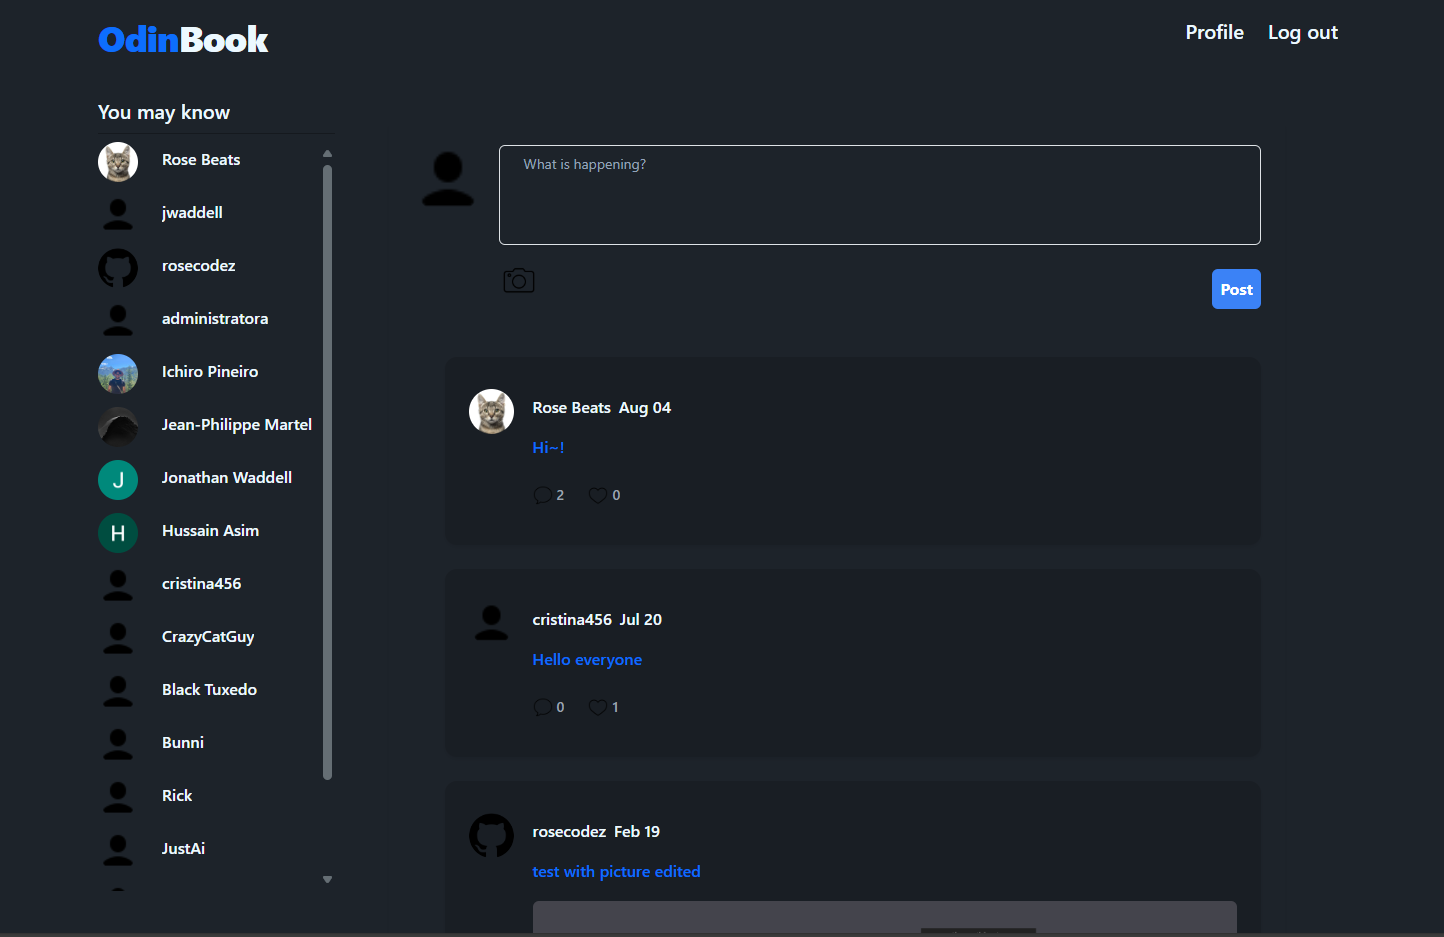 OdinBook
Profile
Log out
You may know
Rose Beats
jwaddell
rosecodez
administratora
Ichiro Pineiro
Jean-Philippe Martel
J
Jonathan Waddell
H
Hussain Asim
cristina456
CrazyCatGuy
Black Tuxedo
Bunni
Rick
JustAi
What is happening?
Post
Rose Beats Aug 04
Hi~!
2 0
cristina456 Jul 20
Hello everyone
0 1
rosecodez Feb 19
test with picture edited